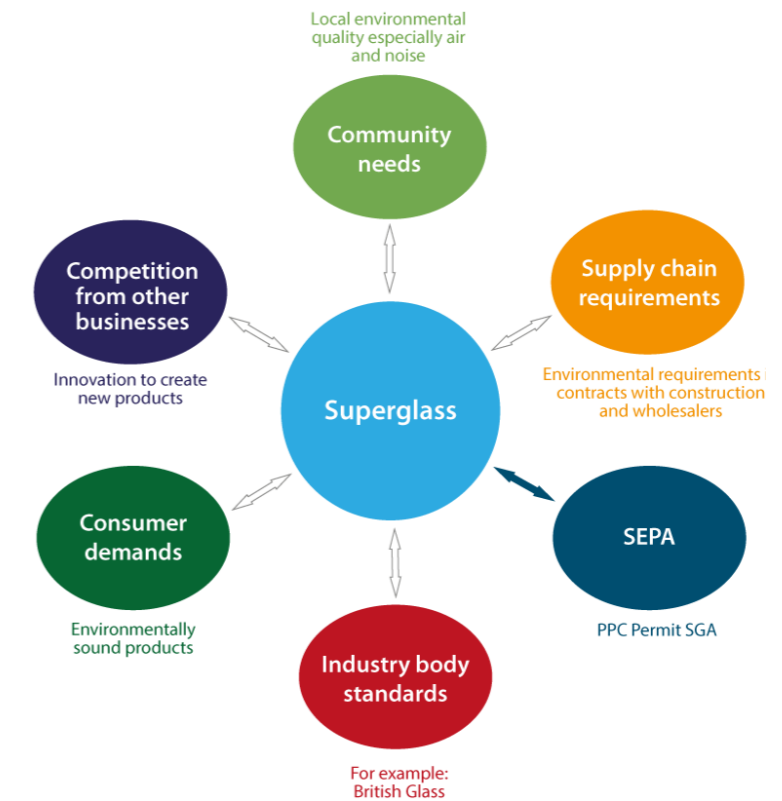 Local environmental
quality especially air
and noise
Community
needs
Competition
from other
businesses
Innovation to create
new products
Supply chain
requirements
Environmental requirements i
contracts with construction
and wholesalers
Superglass
Consumer
demands
Environmentally
sound products
SEPA
PPC Permit SGA
Industry body
standards
For example:
British Glass